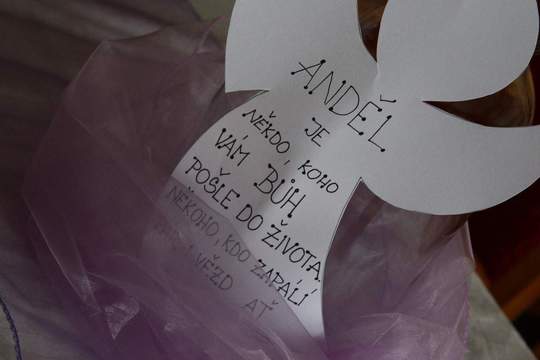 ANDĚL
JE
NĚKDO, KOHO
VÁM BŮH
POŠLE DO ŽIVOTA,
NĚKOHO, KDO ZAPÁLÍ
HVĚZD AŤ